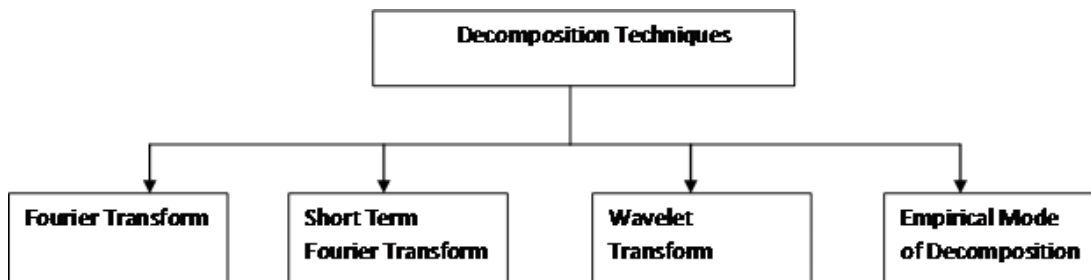 Decomposition Techniques
Fourier Transform
Short Term
Fourier Transform
Wavelet
Transform
Empirical Mode
of Decomposition